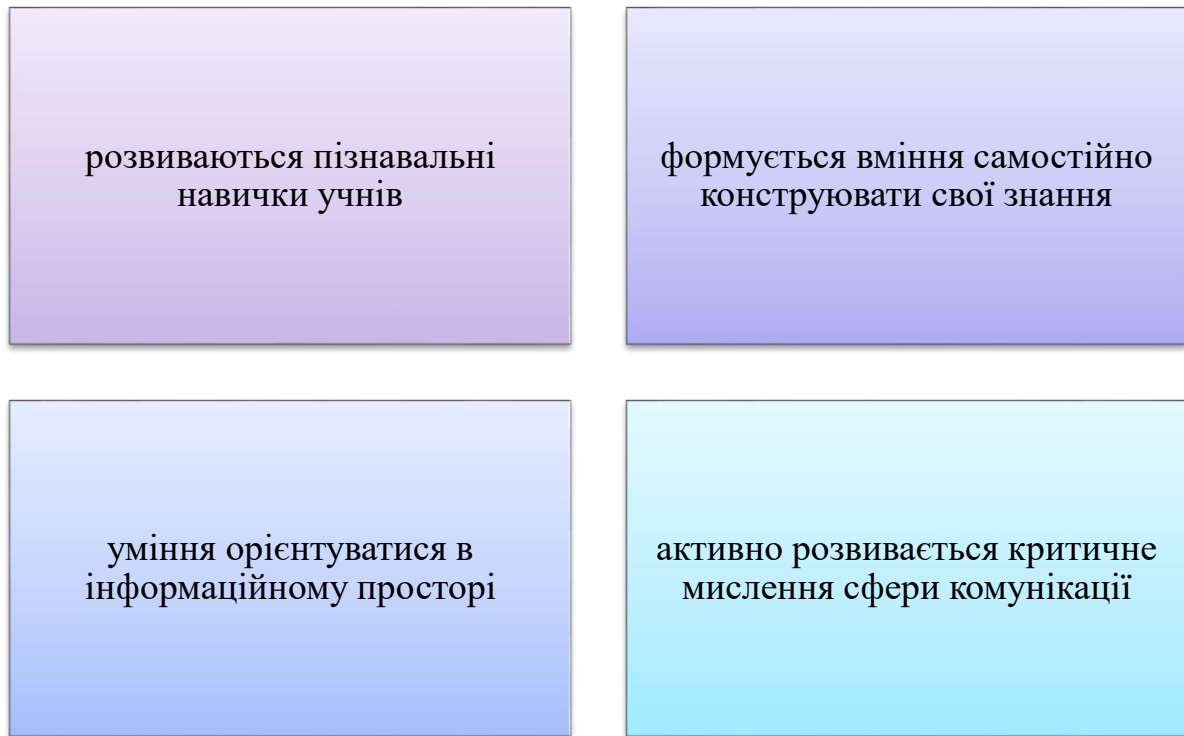 розвиваються пізнавальні
навички учнів
формується вміння самостійно
конструювати свої знання
уміння орієнтуватися в
інформаційному просторі
активно розвивається критичне
мислення сфери комунікації